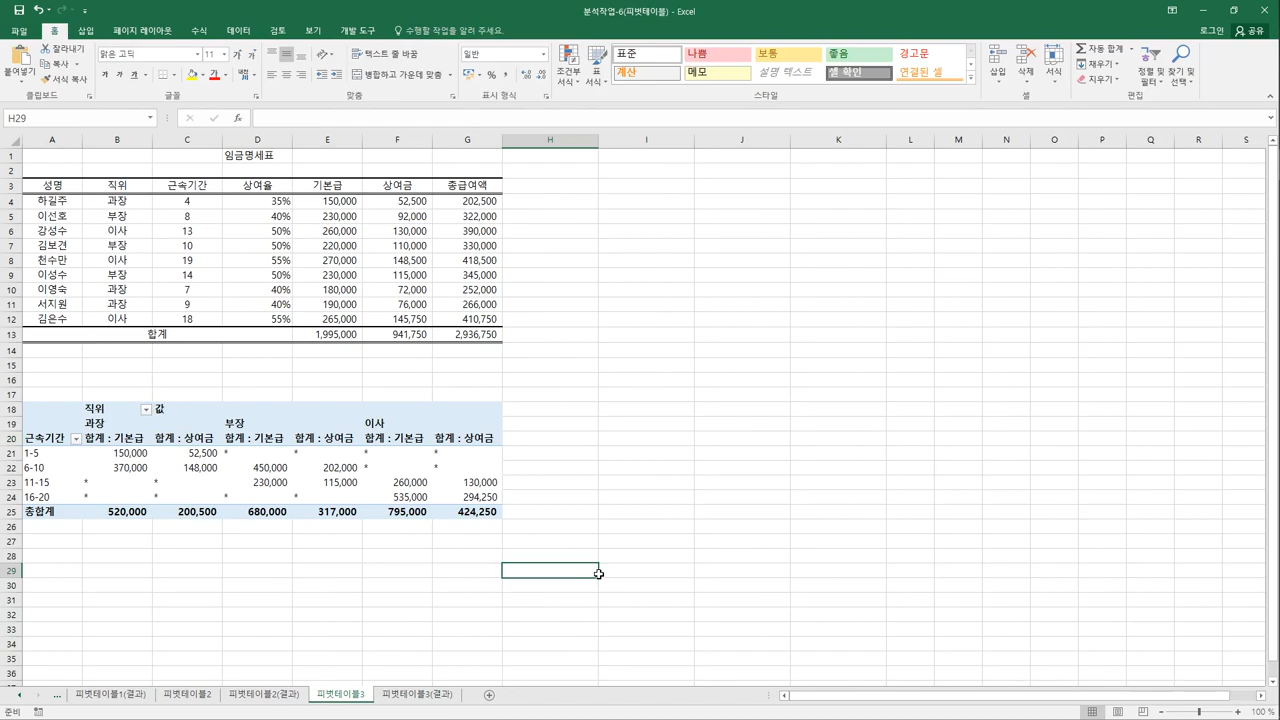 분석작업-6(피벗테이블) - Excel
파일 홈 삽입 페이지 레이아웃 수식 데이터 검토 보기 개발 도구 수행할 작업을 알려 주세요. 로그인 공유
붙여넣기 잘라내기 복사 서식 복사
맑은 고딕 11
가 가 가 가
텍스트 줄 바꿈
병합하고 가운데 맞춤
일반
조건부 서식 표 서식
표준 나쁨 보통 좋음 경고문
계산 메모 설명 텍스트 셀 확인 연결된 셀
삽입 삭제 서식
자동 합계 채우기 지우기
정렬 및 필터 찾기 및 선택
클립보드 글꼴 맞춤 표시 형식 스타일 셀 편집
H29 fx
A B C D E F G H I J K L M N O P Q R S
1 임금명세표
2
3 성명 직위 근속기간 상여율 기본급 상여금 총급여액
4 하길주 과장 4 35% 150,000 52,500 202,500
5 이선호 부장 8 40% 230,000 92,000 322,000
6 강성수 이사 13 50% 260,000 130,000 390,000
7 김보견 부장 10 50% 220,000 110,000 330,000
8 천수만 이사 19 55% 270,000 148,500 418,500
9 이성수 부장 14 50% 230,000 115,000 345,000
10 이영숙 과장 7 40% 180,000 72,000 252,000
11 서지원 과장 9 40% 190,000 76,000 266,000
12 김은수 이사 18 55% 265,000 145,750 410,750
13 합계 1,995,000 941,750 2,936,750
14
15
16
17
18 직위 값
19 과장 부장 이사
20 근속기간 합계 : 기본급 합계 : 상여금 합계 : 기본급 합계 : 상여금 합계 : 기본급 합계 : 상여금
21 1-5 150,000 52,500 * * * *
22 6-10 370,000 148,000 450,000 202,000 * *
23 11-15 * * 230,000 115,000 260,000 130,000
24 16-20 * * * * 535,000 294,250
25 총합계 520,000 200,500 680,000 317,000 795,000 424,250
26
27
28
29
30
31
32
33
34
35
36
... 피벗테이블1(결과) 피벗테이블2 피벗테이블2(결과) 피벗테이블3 피벗테이블3(결과)
준비 100 %